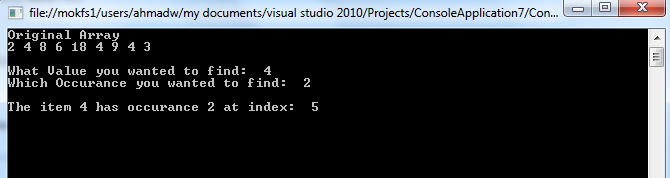 file://mokfs1/users/ahmadw/my documents/visual studio 2010/Projects/ConsoleApplication7/Con...
Original Array
2 4 8 6 18 4 9 4 3
What Value you wanted to find:  4
Which Occurance you wanted to find:  2
The item 4 has occurance 2 at index:  5